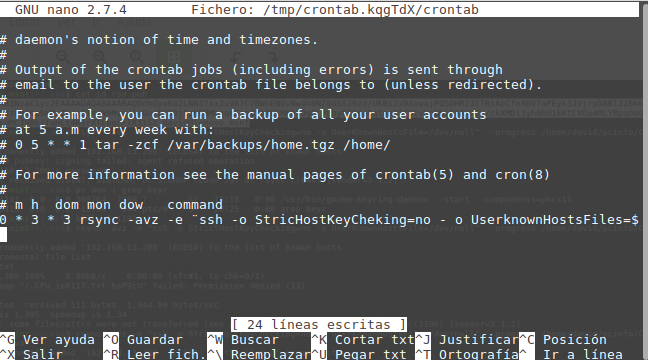 GNU nano 2.7.4 Fichero: /tmp/crontab.kqgTdX/crontab
# daemon's notion of time and timezones.
#
# Output of the crontab jobs (including errors) is sent through
# email to the user the crontab file belongs to (unless redirected).
#
# For example, you can run a backup of all your user accounts
# at 5 a.m every week with:
# 0 5 * * 1 tar -zcf /var/backups/home.tgz /home/
#
# For more information see the manual pages of crontab(5) and cron(8)
#
# m h  dom mon dow   command
0 * 3 * 3 rsync -avz -e ¨ssh -o StricHostKeyCheking=no - o UserknownHostsFiles=$
[ 24 líneas escritas ]
^G Ver ayuda ^O Guardar ^W Buscar ^K Cortar txt ^J Justificar ^C Posición
^X Salir ^R Leer fich. ^\ Reemplazar ^U Pegar txt ^T Ortografía ^_ Ir a línea